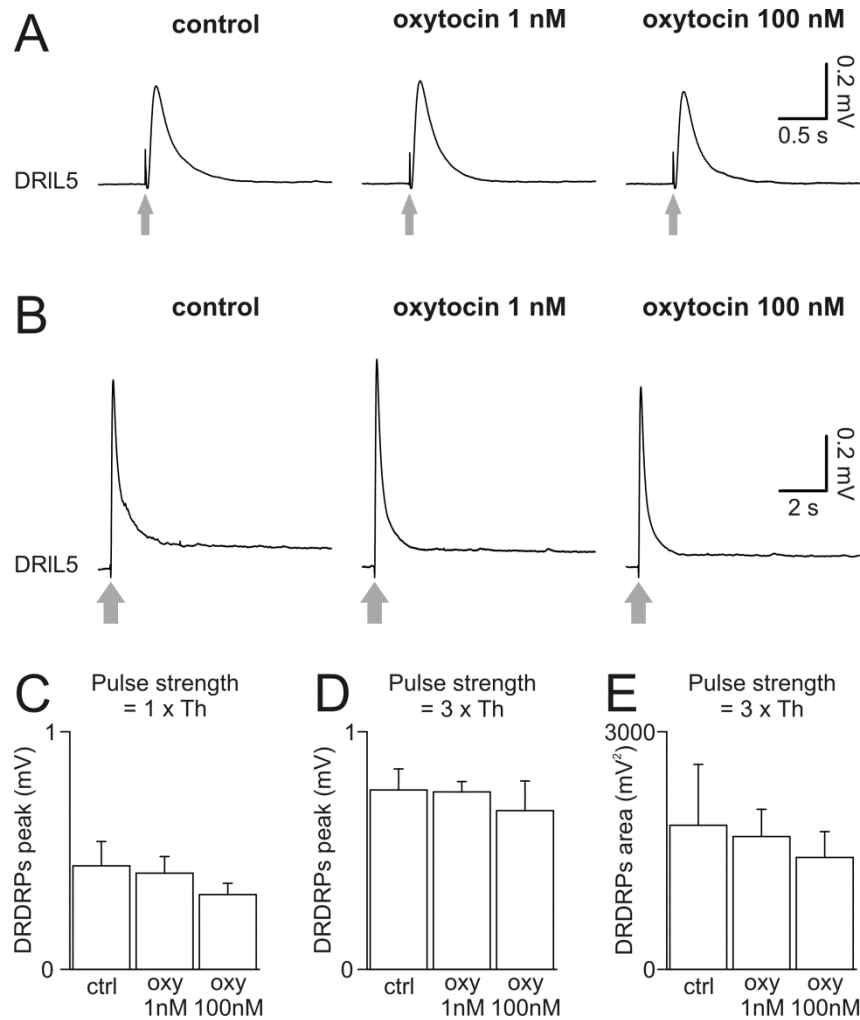 A
control
oxytocin 1 nM
oxytocin 100 nM
0.2 mV
0.5 s
DRIL5
B
control
oxytocin 1 nM
oxytocin 100 nM
0.2 mV
2 s
DRIL5
C
Pulse strength
= 1 x Th
DRDRPs peak (mV)
1
0
ctrl
oxy
1nM
oxy
100nM
D
Pulse strength
= 3 x Th
DRDRPs peak (mV)
1
0
ctrl
oxy
1nM
oxy
100nM
E
Pulse strength
= 3 x Th
DRDRPs area (mV²)
3000
0
ctrl
oxy
1nM
oxy
100nM